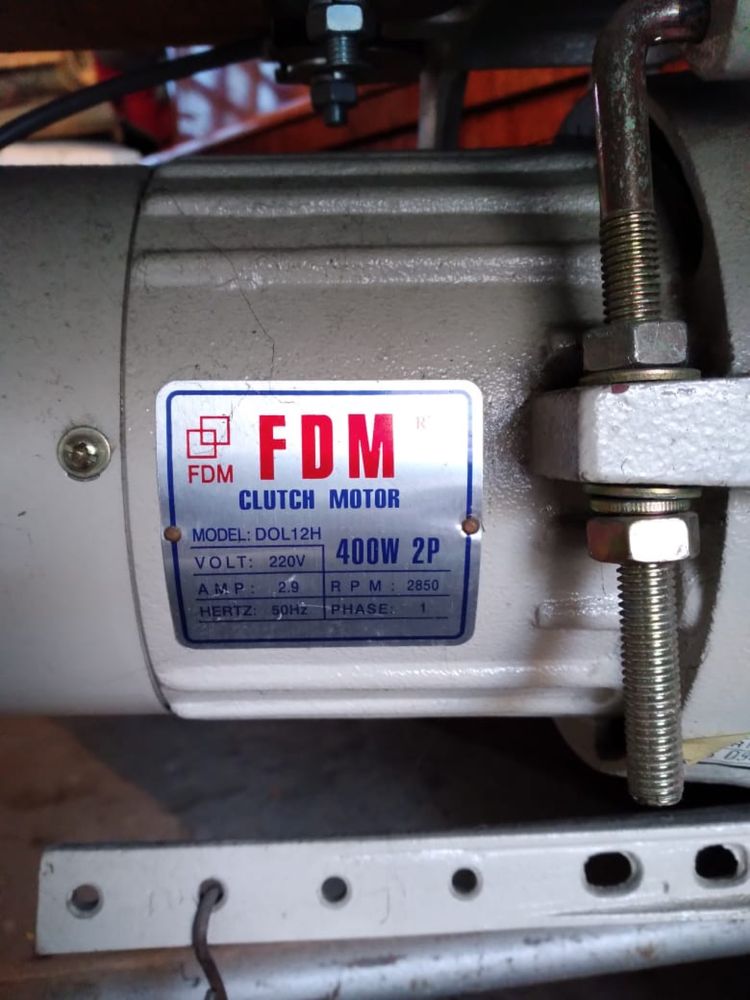 FDM
FDM
R
CLUTCH MOTOR
MODEL: DOL12H
400W 2P
VOLT: 220V
AMP: 2.9
RPM: 2850
HERTZ: 50Hz
PHASE: 1